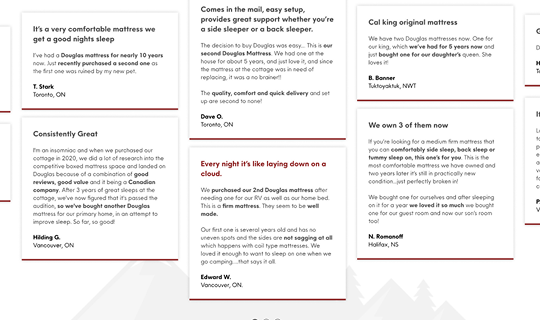 It's a very comfortable mattress we
get a good nights sleep
I've had a Douglas mattress for nearly 10 years
now. Just recently purchased a second one as
the first one was ruined by my new pet.
T. Stark
Toronto, ON
Consistently Great
I'm an insomniac and when we purchased our
cottage in 2020, we did a lot of research into the
competitive boxed mattress space and landed on
Douglas because of a combination of good
reviews, good value and it being a Canadian
company. After 3 years of great sleeps at the
cottage, we've now figured that it's passed the
audition, so we've bought another Douglas
mattress for our primary home, in an attempt to
improve sleep. So far, so good!
Hilding G.
Vancouver, ON
Comes in the mail, easy setup,
provides great support whether you're
a side sleeper or a back sleeper.
The decision to buy Douglas was easy... This is our
second Douglas Mattress. We had one at the
house for about 5 years, and just love it, and since
the mattress at the cottage was in need of
replacing, it was a no brainer!!
The quality, comfort and quick delivery and set
up are second to none!
Dave O.
Toronto, ON
Every night it's like laying down on a
cloud.
We purchased our 2nd Douglas mattress after
needing one for our RV as well as our home bed.
This is a firm mattress. They seem to be well
made.
Our first one is several years old and has no
uneven spots and the sides are not sagging at all
which happens with coil type mattresses. We
loved it enough to want to sleep on one when we
go camping....that says it all.
Edward W.
Vancouver, ON.
Cal king original mattress
We have two Douglas mattresses now. One for
our king, which we've had for 5 years now and
just bought one for our daughter's queen. She
loves it!
B. Banner
Tuktoyaktuk, NWT
We own 3 of them now
If you're looking for a medium firm mattress that
you can comfortably side sleep, back sleep or
tummy sleep on, this one's for you. This is the
most comfortable mattress we have owned and
two years later it's still in practically new
condition...just perfectly broken in!
We bought one for ourselves and after sleeping
on it for a year we loved it so much we bought
one for our guest room and now our son's room
too!
N. Romanoff
Halifax, NS